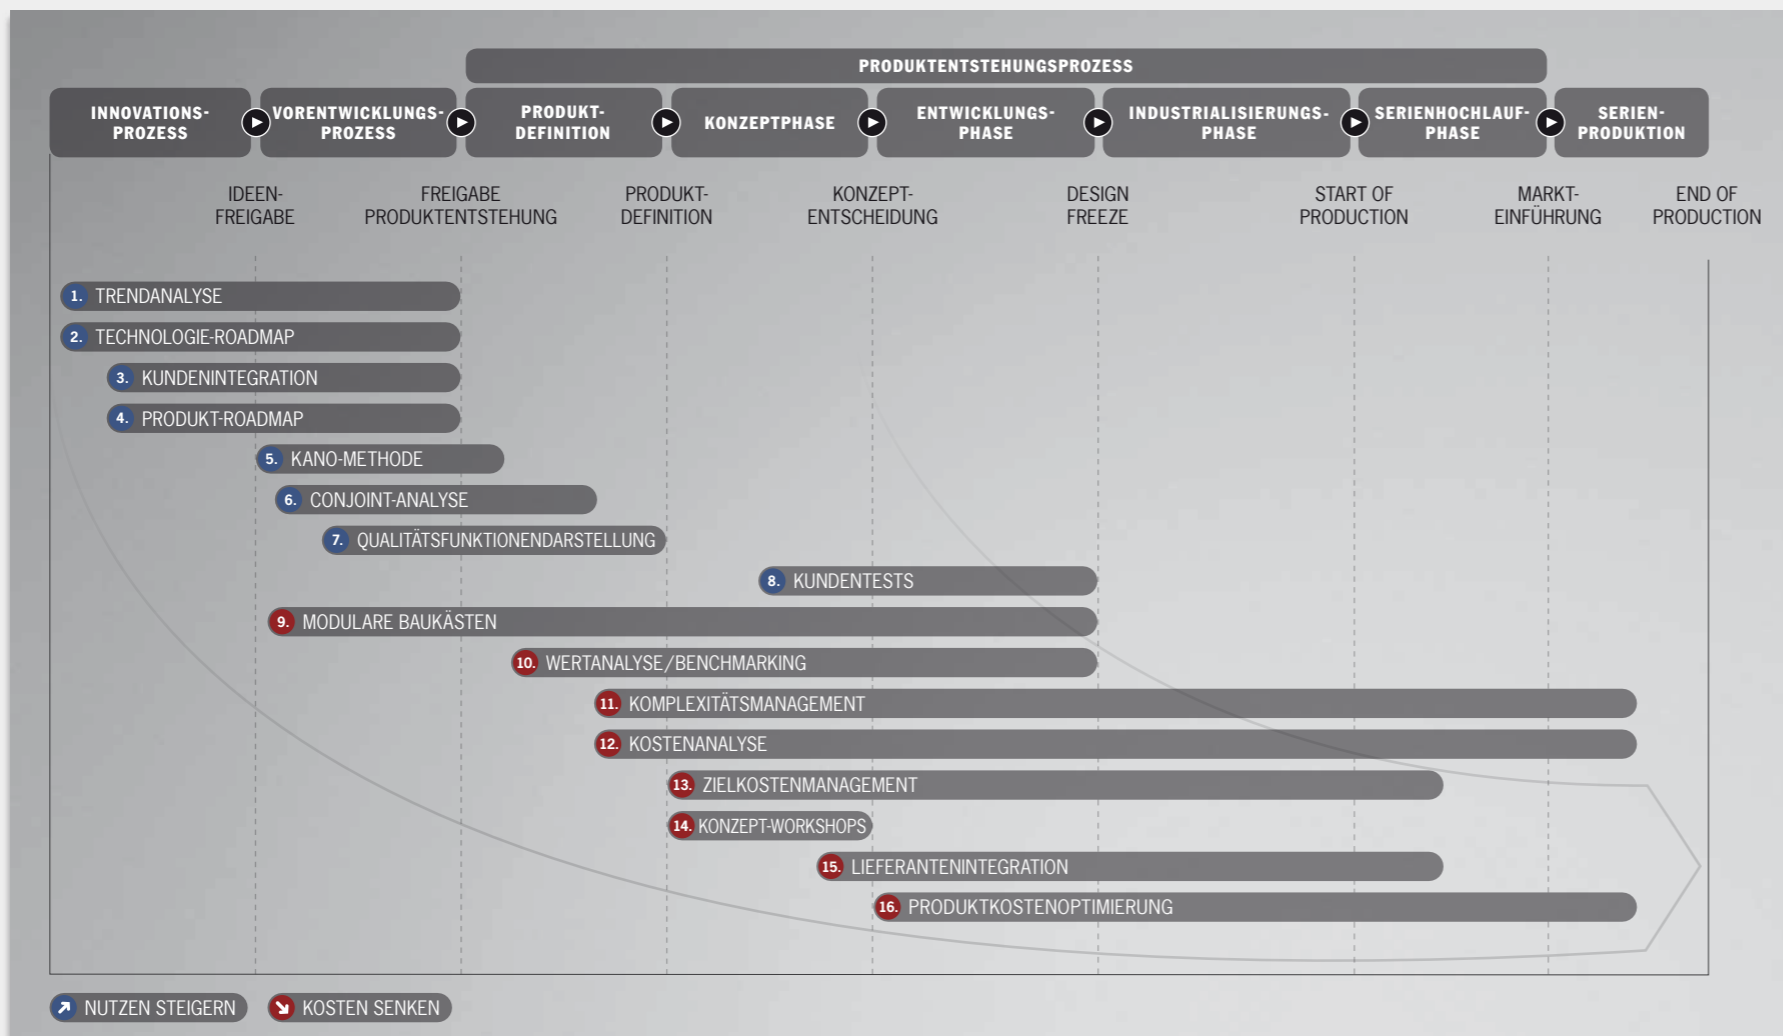 PRODUKTENTSTEHUNGSPROZESS
INNOVATIONS-
PROZESS
VORENTWICKLUNGS-
PROZESS
PRODUKT-
DEFINITION
KONZEPTPHASE
ENTWICKLUNGS-
PHASE
INDUSTRIALISIERUNGS-
PHASE
SERIENHOCHLAUF-
PHASE
SERIEN-
PRODUKTION
IDEEN-
FREIGABE
FREIGABE
PRODUKTENTSTEHUNG
PRODUKT-
DEFINITION
KONZEPT-
ENTSCHEIDUNG
DESIGN
FREEZE
START OF
PRODUCTION
MARKT-
EINFÜHRUNG
END OF
PRODUCTION
1. TRENDANALYSE
2. TECHNOLOGIE-ROADMAP
3. KUNDENINTEGRATION
4. PRODUKT-ROADMAP
5. KANO-METHODE
6. CONJOINT-ANALYSE
7. QUALITÄTSFUNKTIONENDARSTELLUNG
8. KUNDENTESTS
9. MODULARE BAUKÄSTEN
10. WERTANALYSE/BENCHMARKING
11. KOMPLEXITÄTSMANAGEMENT
12. KOSTENANALYSE
13. ZIELKOSTENMANAGEMENT
14. KONZEPT-WORKSHOPS
15. LIEFERANTENINTEGRATION
16. PRODUKTKOSTENOPTIMIERUNG
NUTZEN STEIGERN
KOSTEN SENKEN